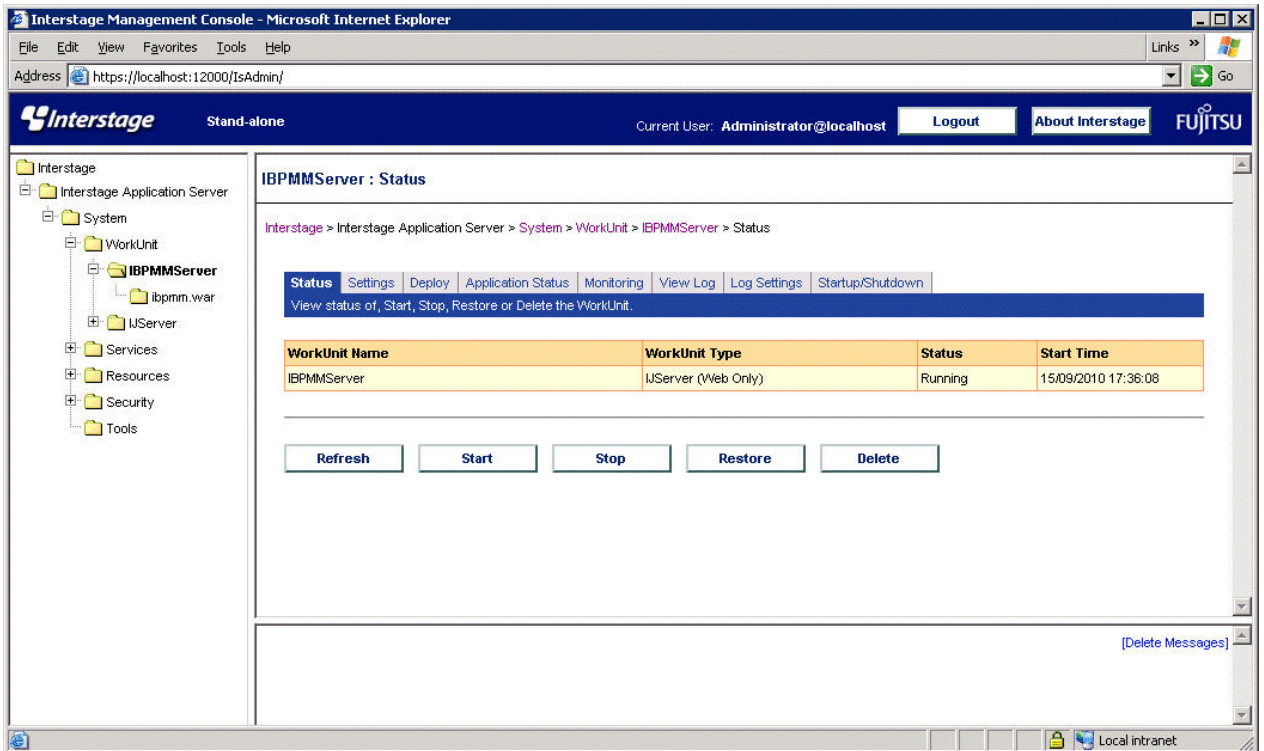 Interstage Management Console - Microsoft Internet Explorer
File Edit View Favorites Tools Help Links »
Address https://localhost:12000/IsAdmin/ Go
Interstage Stand-alone Current User: Administrator@localhost Logout About Interstage FUJITSU
Interstage
Interstage Application Server
System
WorkUnit
IBPMMServer
ibpmm.war
IJServer
Services
Resources
Security
Tools
IBPMMServer : Status
Interstage > Interstage Application Server > System > WorkUnit > IBPMMServer > Status
Status Settings Deploy Application Status Monitoring View Log Log Settings Startup/Shutdown
View status of, Start, Stop, Restore or Delete the WorkUnit.
WorkUnit Name WorkUnit Type Status Start Time
IBPMMServer IJServer (Web Only) Running 15/09/2010 17:36:08
Refresh Start Stop Restore Delete
[Delete Messages]
Local intranet